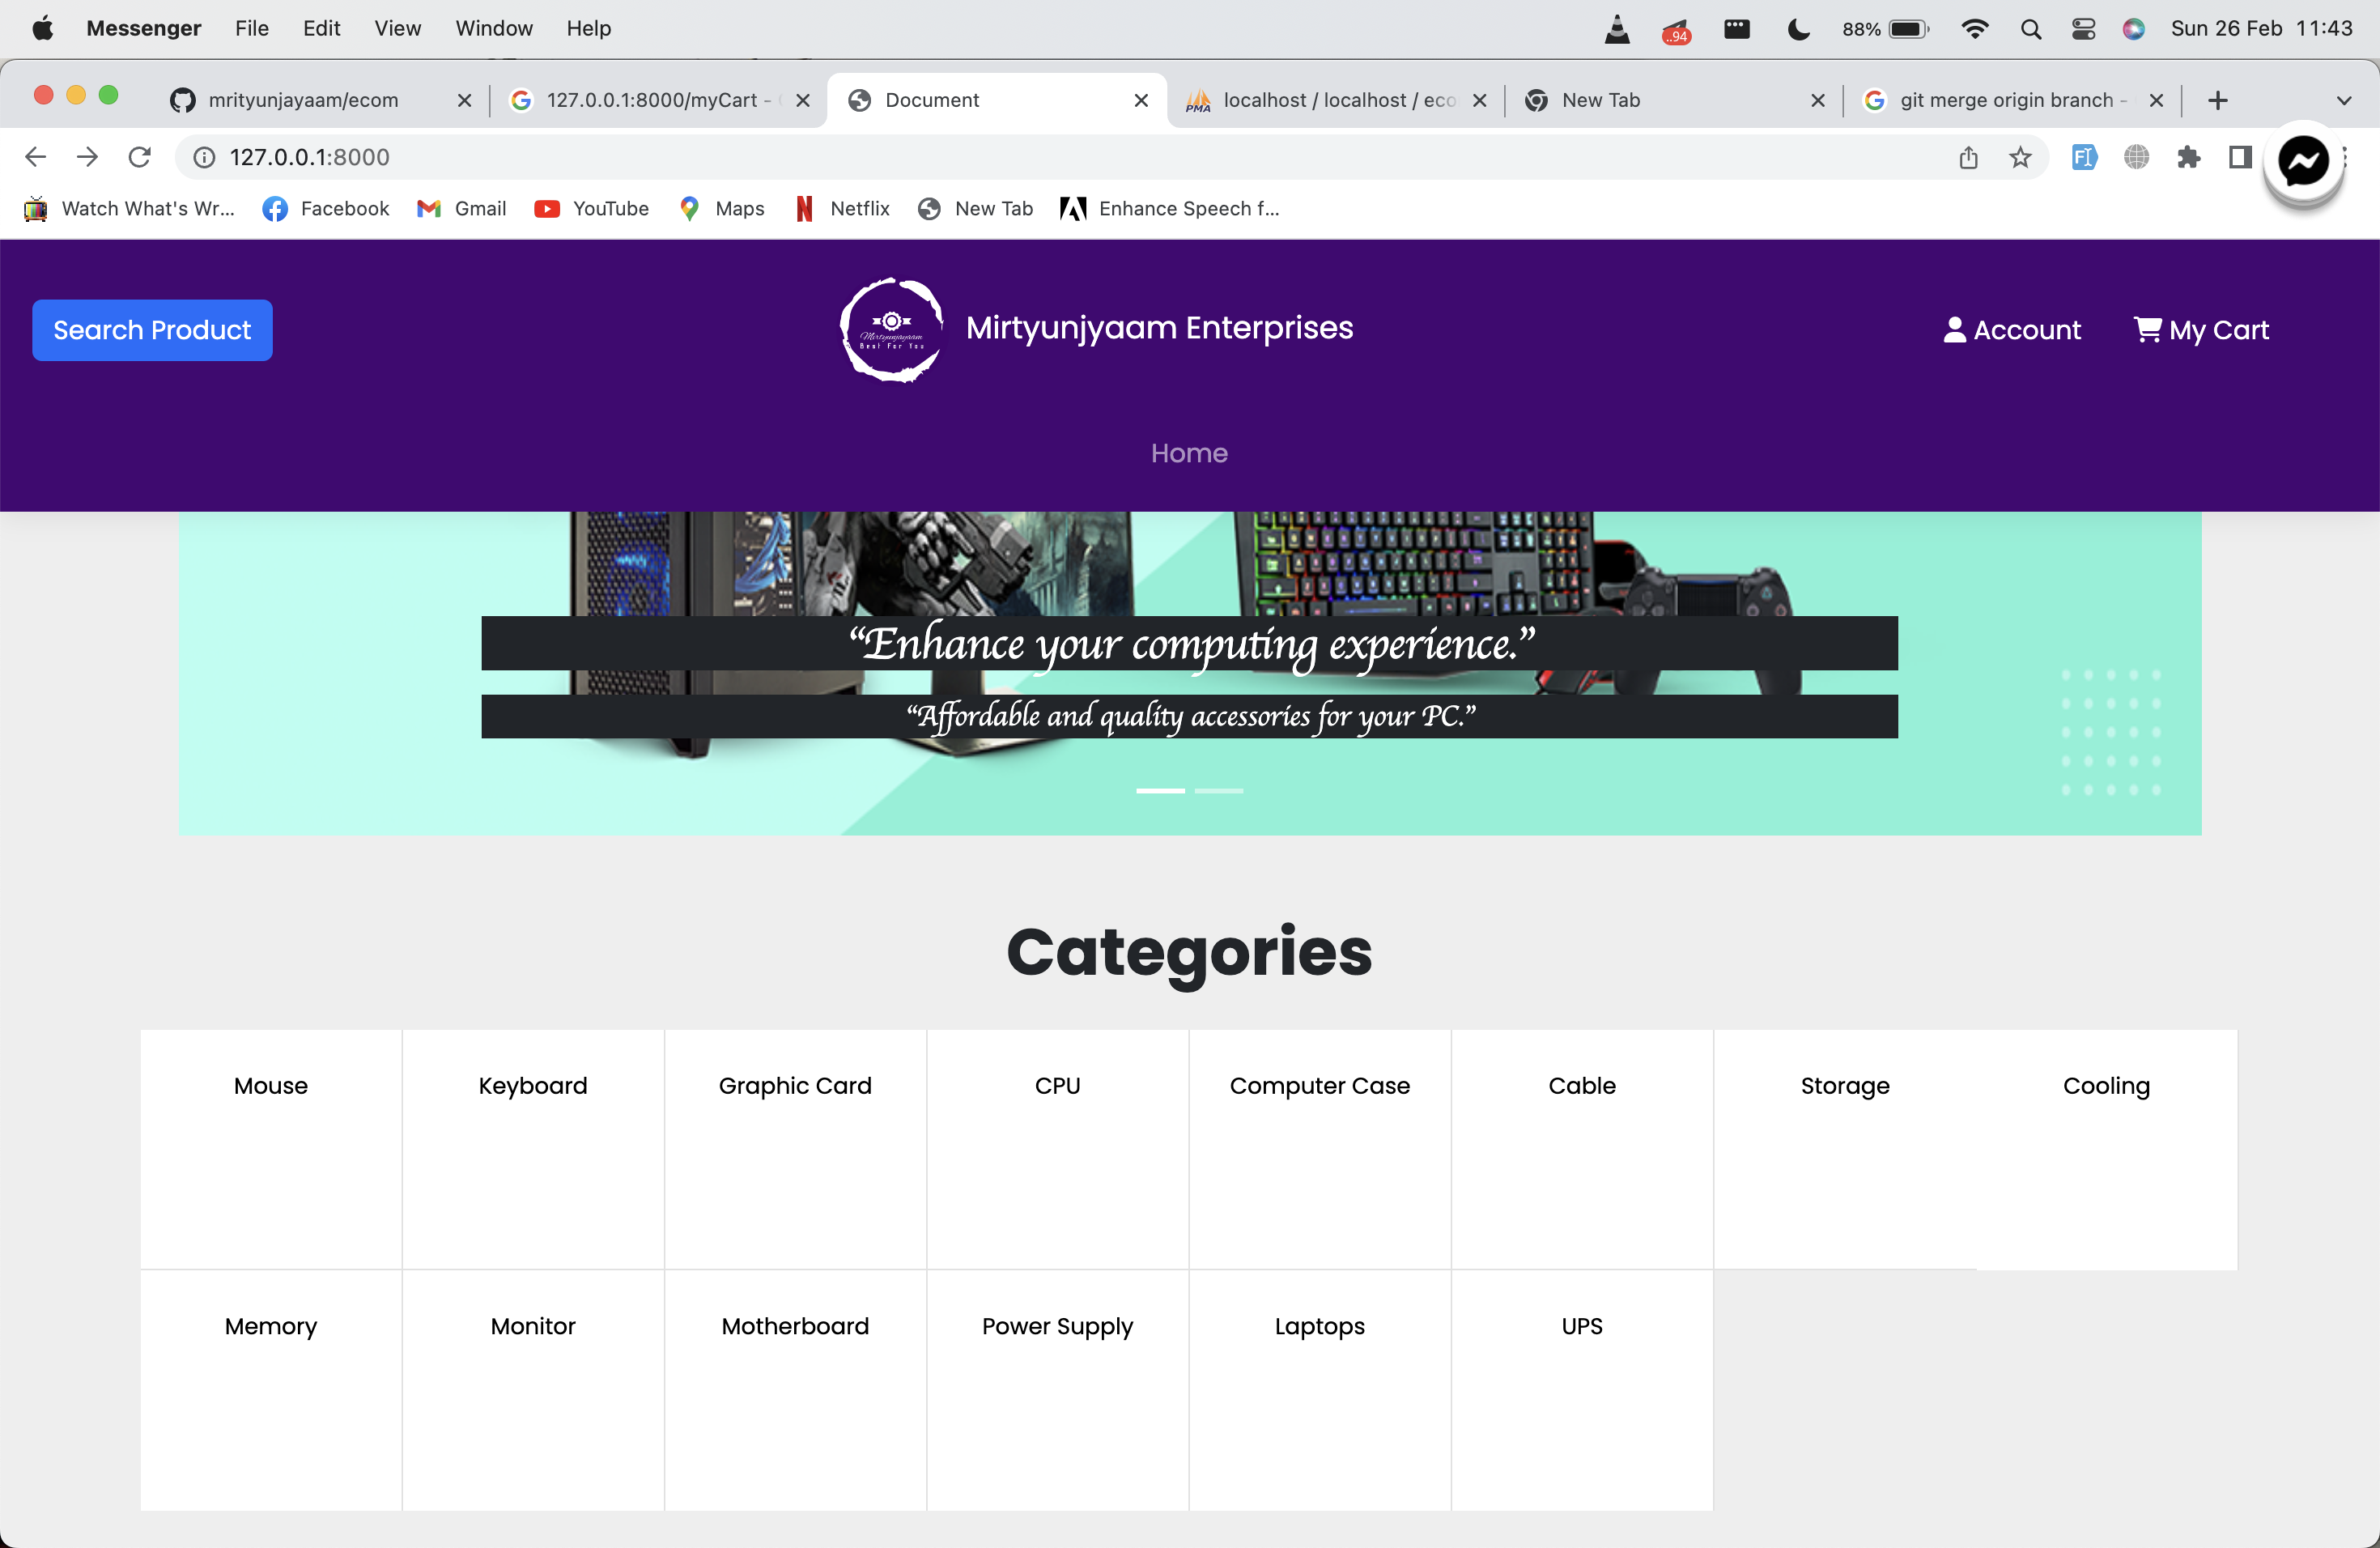 Messenger File Edit View Window Help ..94 88% Sun 26 Feb 11:43
mrityunjayaam/ecom 127.0.0.1:8000/myCart - Document PMA localhost / localhost / eco New Tab git merge origin branch -
127.0.0.1:8000
Watch What's Wr... Facebook Gmail YouTube Maps Netflix New Tab Enhance Speech f...
Search Product Mirtyunjyaam Enterprises Account My Cart
Mirtyunjayaam
Best For You
Home
“Enhance your computing experience.”
“Affordable and quality accessories for your PC.”
Categories
Mouse Keyboard Graphic Card CPU Computer Case Cable Storage Cooling
Memory Monitor Motherboard Power Supply Laptops UPS